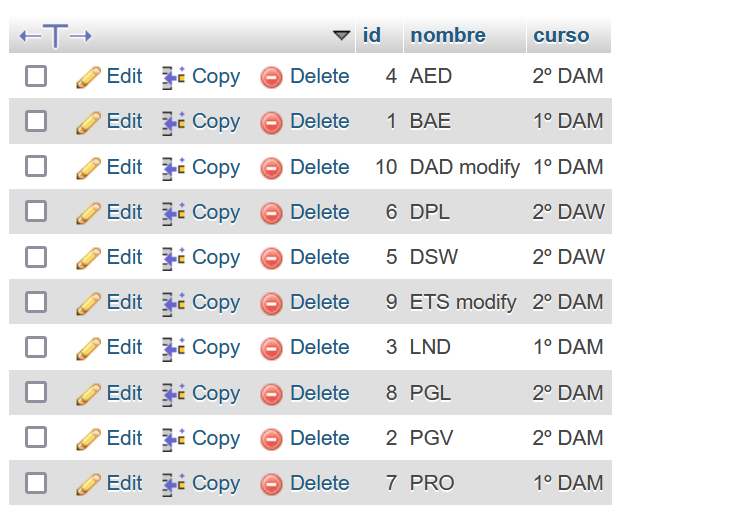 id nombre curso
Edit Copy Delete 4 AED 2º DAM
Edit Copy Delete 1 BAE 1º DAM
Edit Copy Delete 10 DAD modify 1º DAM
Edit Copy Delete 6 DPL 2º DAW
Edit Copy Delete 5 DSW 2º DAW
Edit Copy Delete 9 ETS modify 2º DAM
Edit Copy Delete 3 LND 1º DAM
Edit Copy Delete 8 PGL 2º DAM
Edit Copy Delete 2 PGV 2º DAM
Edit Copy Delete 7 PRO 1º DAM